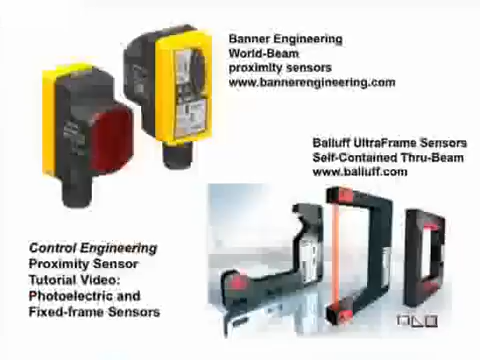 Banner Engineering
World-Beam
proximity sensors
www.bannerengineering.com
Balluff UltraFrame Sensors
Self-Contained Thru-Beam
www.balluff.com
Control Engineering
Proximity Sensor
Tutorial Video:
Photoelectric and
Fixed-frame Sensors